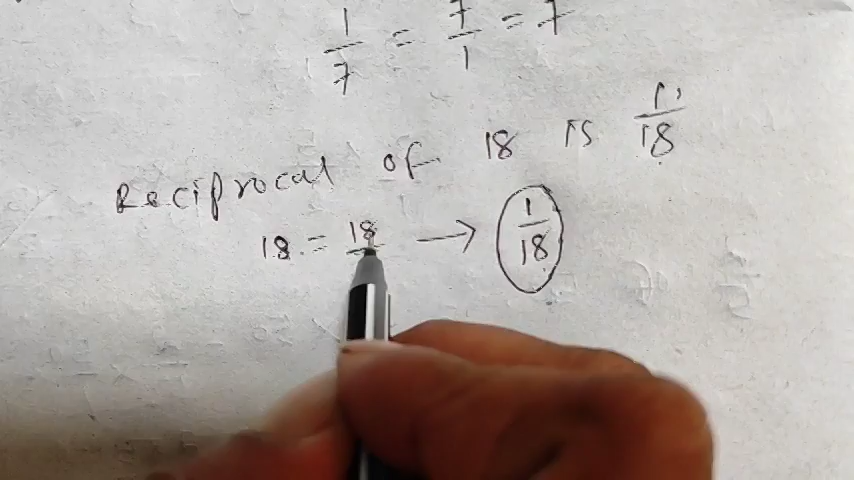 1/7 = 7/1 = 7
Reciprocal of 18 is 1/18
18 = 18/ → 1/18